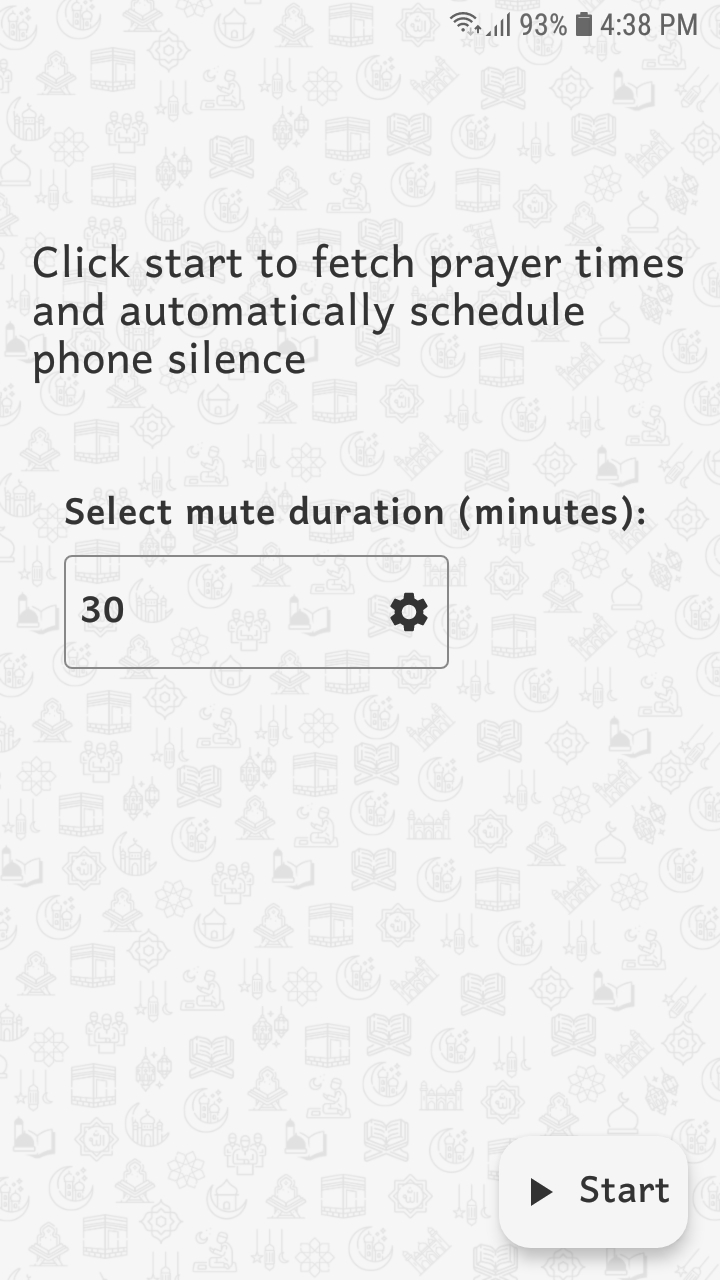 93% 4:38 PM
Click start to fetch prayer times
and automatically schedule
phone silence
Select mute duration (minutes):
30
Start